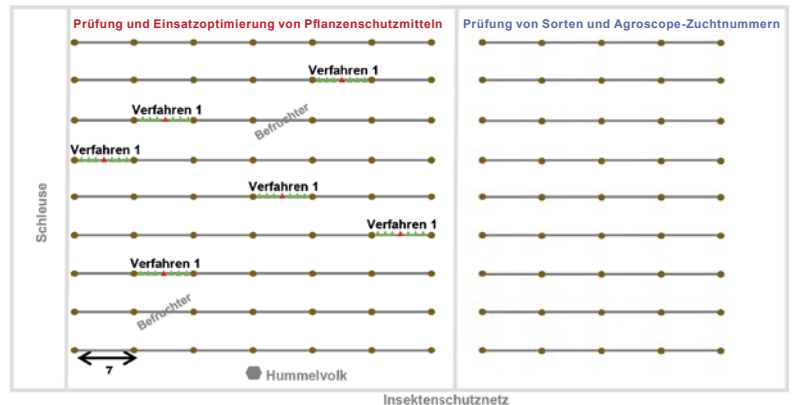 Prüfung und Einsatzoptimierung von Pflanzenschutzmitteln
Prüfung von Sorten und Agroscope-Zuchtnummern
Verfahren 1
Verfahren 1
Befruchter
Verfahren 1
Verfahren 1
Schleuse
Verfahren 1
Verfahren 1
Befruchter
7
Hummelvolk
Insektenschutznetz